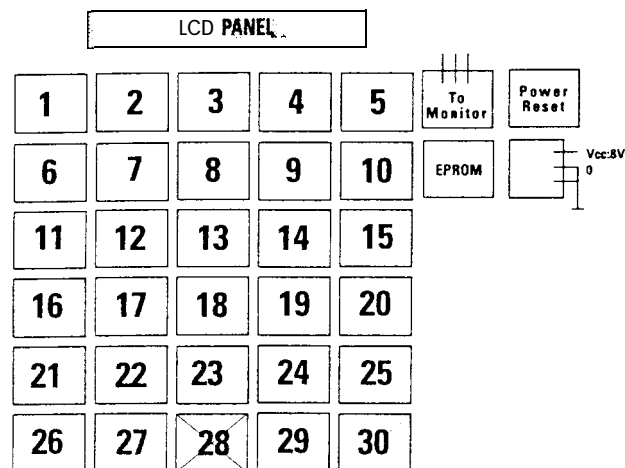 LCD PANEL
1 2 3 4 5 To Monitor Power Reset
6 7 8 9 10 EPROM Vcc:8V
0
11 12 13 14 15
16 17 18 19 20
21 22 23 24 25
26 27 28 29 30